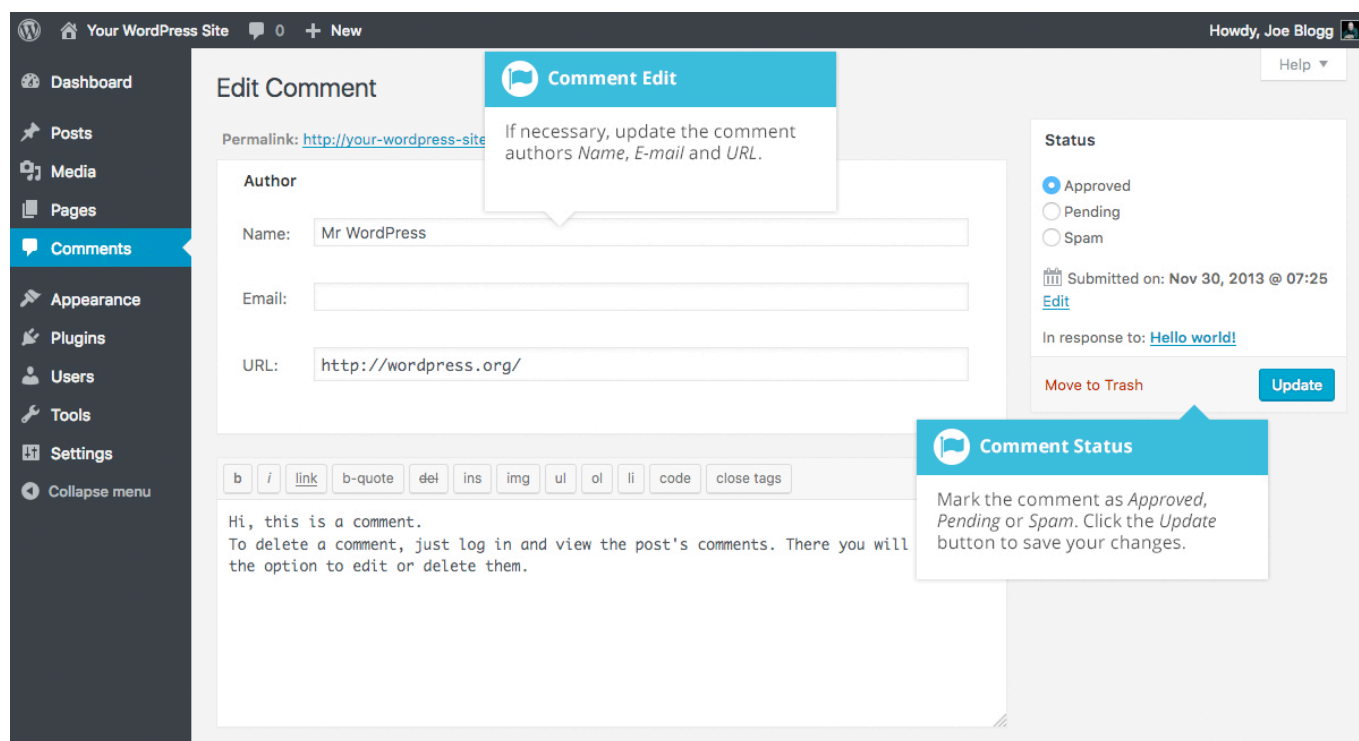 Your WordPress Site 0 + New Howdy, Joe Blogg
Help
Dashboard
Posts
Media
Pages
Comments
Appearance
Plugins
Users
Tools
Settings
Collapse menu
Edit Comment
Permalink: http://your-wordpress-site
Comment Edit
If necessary, update the comment
authors Name, E-mail and URL.
Author
Name: Mr WordPress
Email:
URL: http://wordpress.org/
b i link b-quote del ins img ul ol li code close tags
Hi, this is a comment.
To delete a comment, just log in and view the post's comments. There you will
the option to edit or delete them.
Status
Approved
Pending
Spam
Submitted on: Nov 30, 2013 @ 07:25
Edit
In response to: Hello world!
Move to Trash Update
Comment Status
Mark the comment as Approved,
Pending or Spam. Click the Update
button to save your changes.